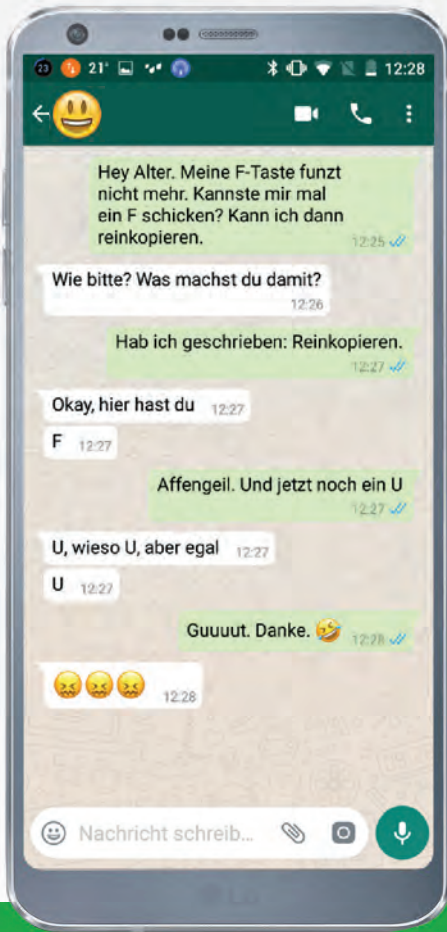 23 21° 12:28
Hey Alter. Meine F-Taste funzt
nicht mehr. Kannste mir mal
ein F schicken? Kann ich dann
reinkopieren. 12:25
Wie bitte? Was machst du damit?
12:26
Hab ich geschrieben: Reinkopieren.
12:27
Okay, hier hast du 12:27
F 12:27
Affengeil. Und jetzt noch ein U
12:27
U, wieso U, aber egal 12:27
U 12:27
Guuuut. Danke. 12:28
12:28
Nachricht schreib...
LG